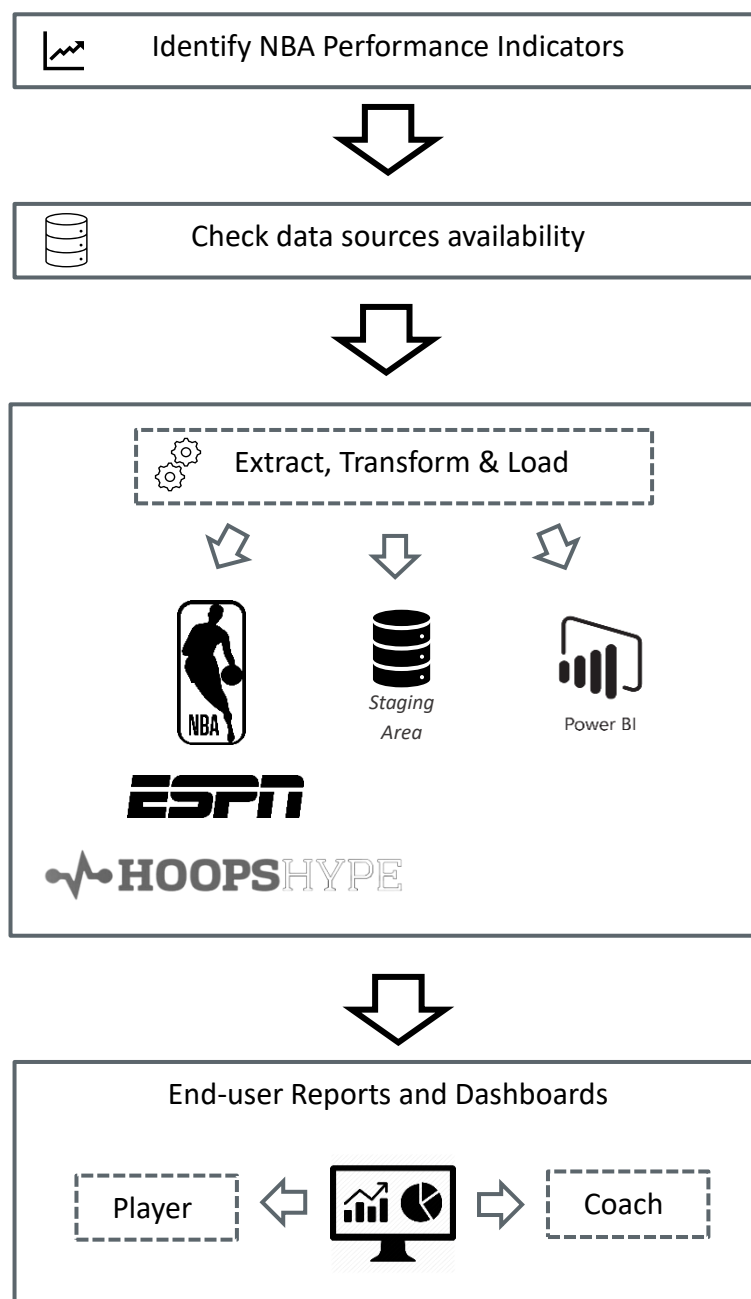 Identify NBA Performance Indicators
Check data sources availability
Extract, Transform & Load
NBA
Staging
Area
Power BI
ESPN
HOOPSHYPE
End-user Reports and Dashboards
Player
Coach